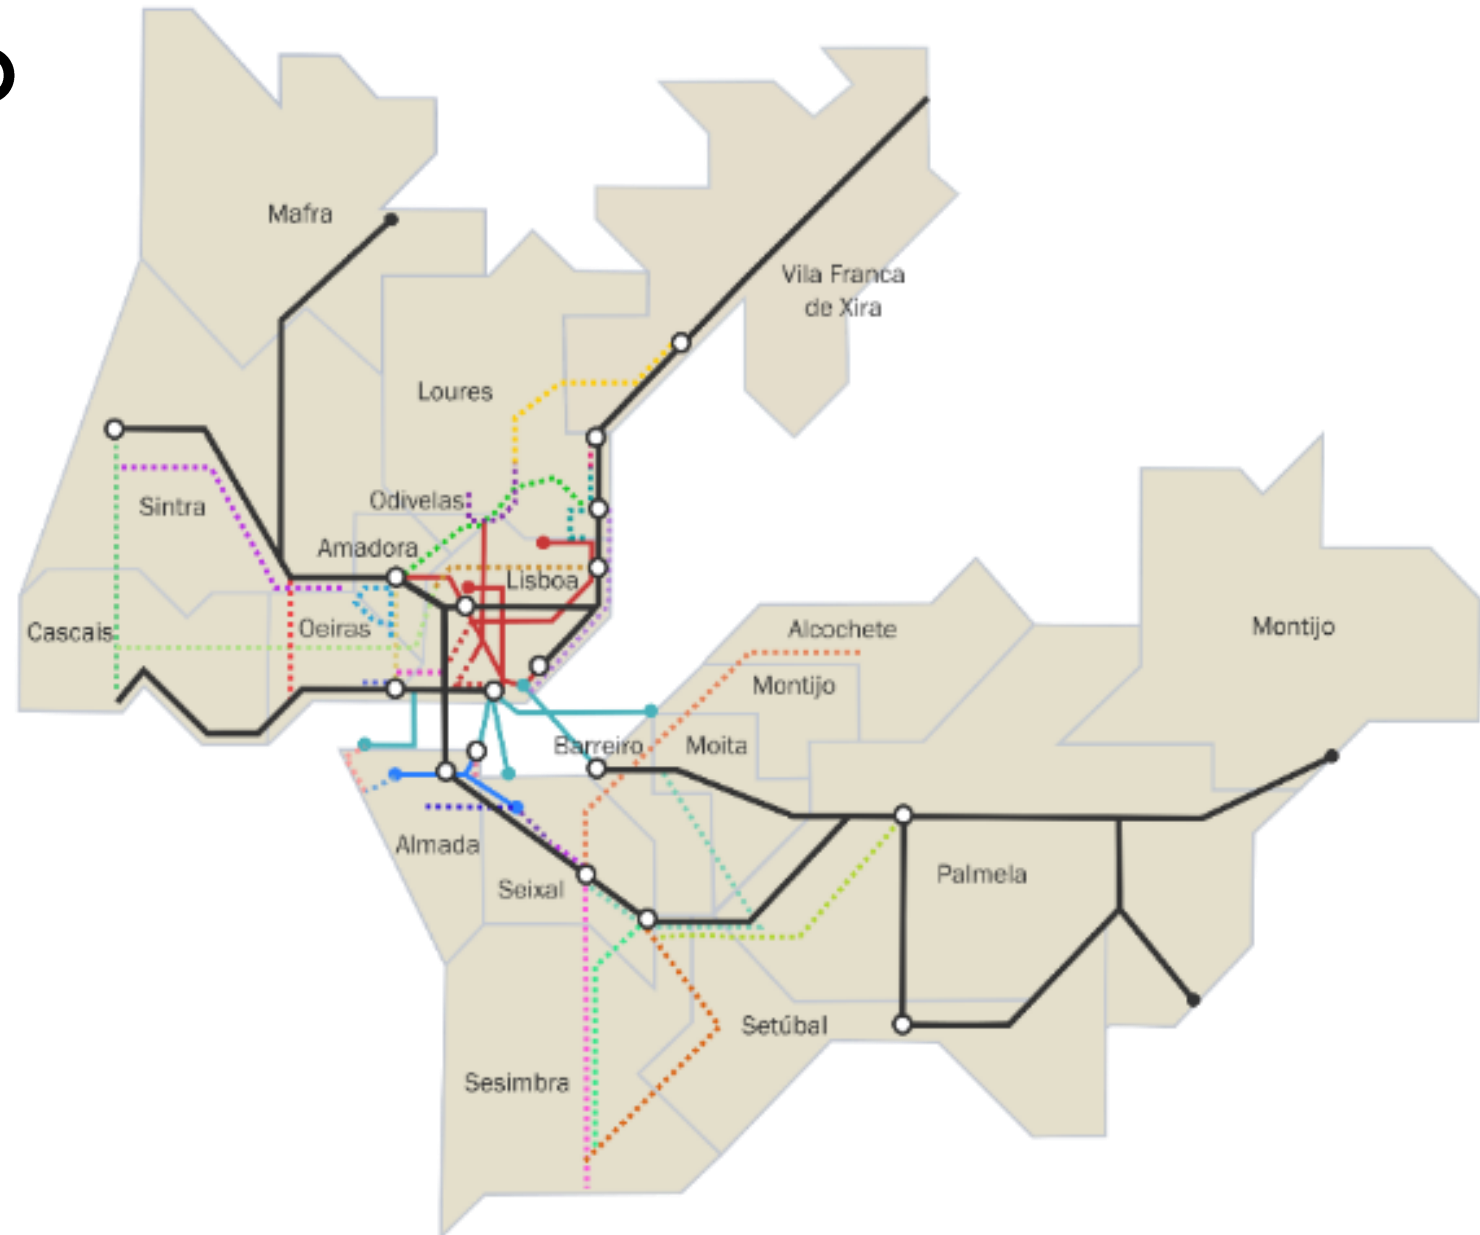 Mafra
Vila Franca
de Xira
Loures
Odivelas
Sintra
Amadora
Lisboa
Cascais
Oeiras
Alcochete
Montijo
Montijo
Barreiro
Moita
Almada
Seixal
Palmela
Setúbal
Sesimbra